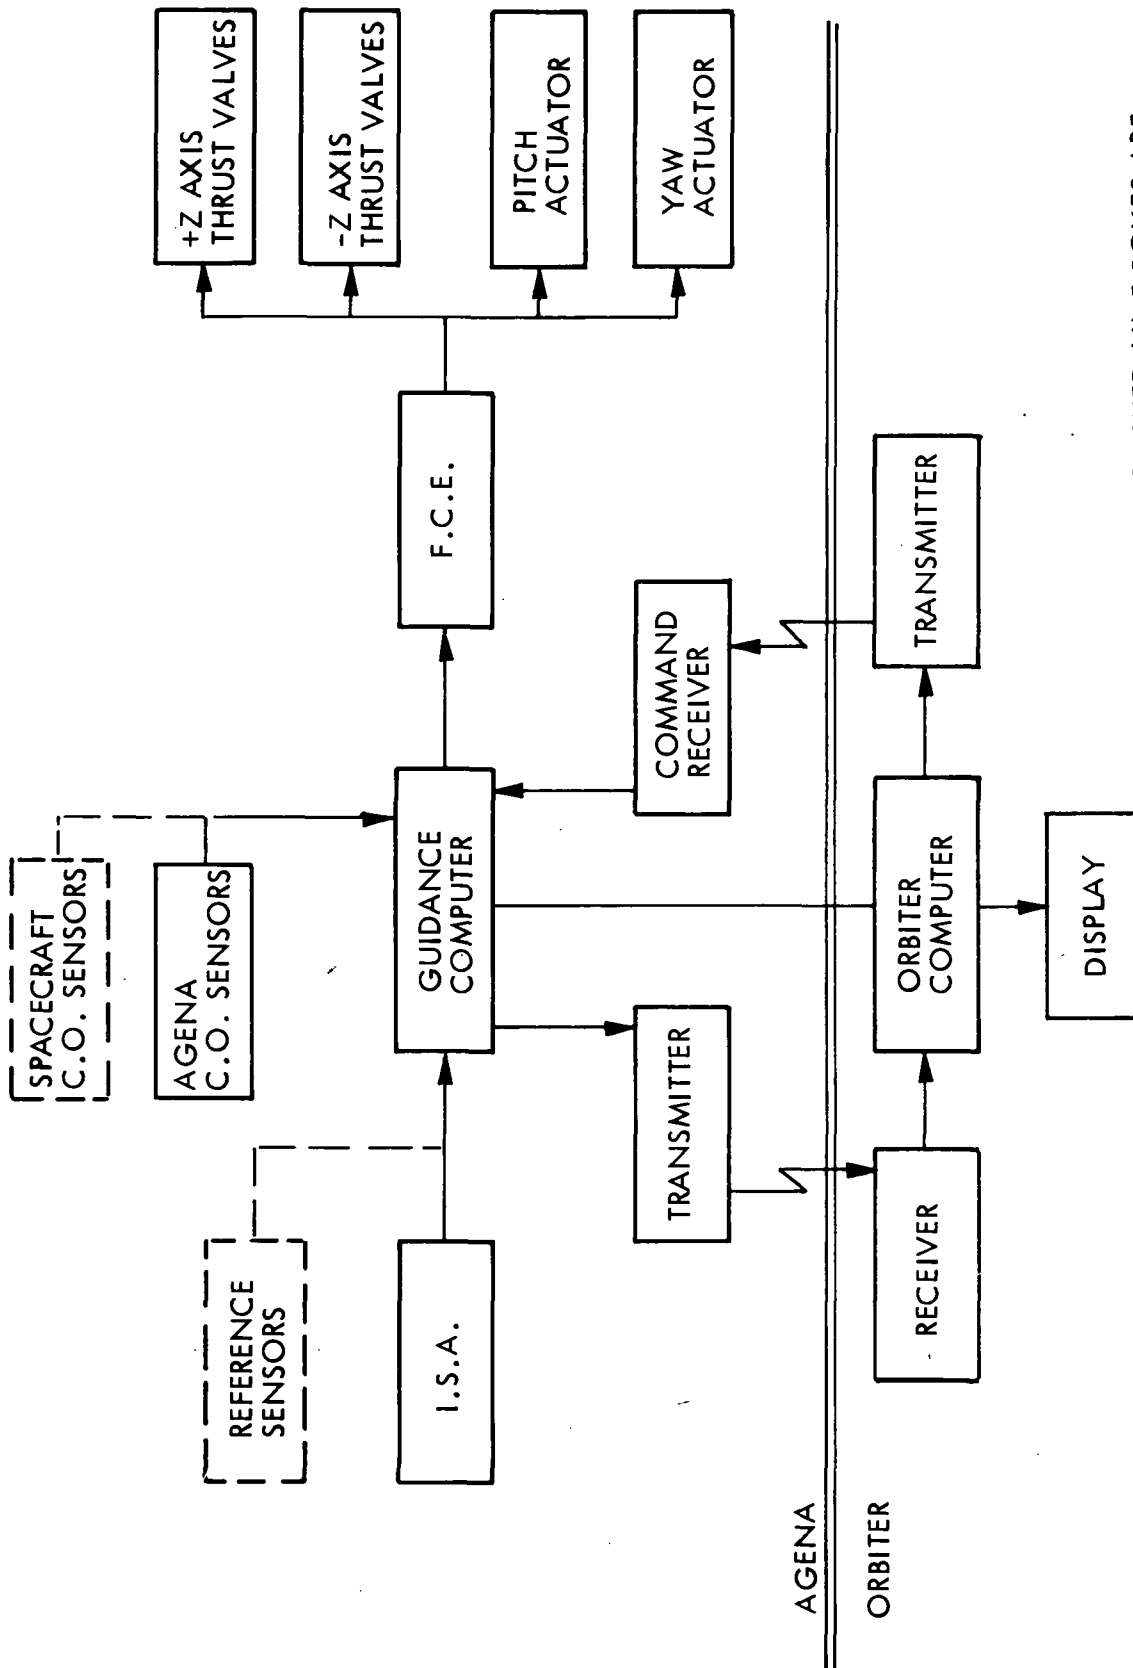 SPACECRAFT
C.O. SENSORS
AGENA
C.O. SENSORS
REFERENCE
SENSORS
I.S.A.
GUIDANCE
COMPUTER
F.C.E.
+Z AXIS
THRUST VALVES
-Z AXIS
THRUST VALVES
PITCH
ACTUATOR
YAW
ACTUATOR
TRANSMITTER
COMMAND
RECEIVER
AGENA
ORBITER
RECEIVER
ORBITER
COMPUTER
TRANSMITTER
DISPLAY